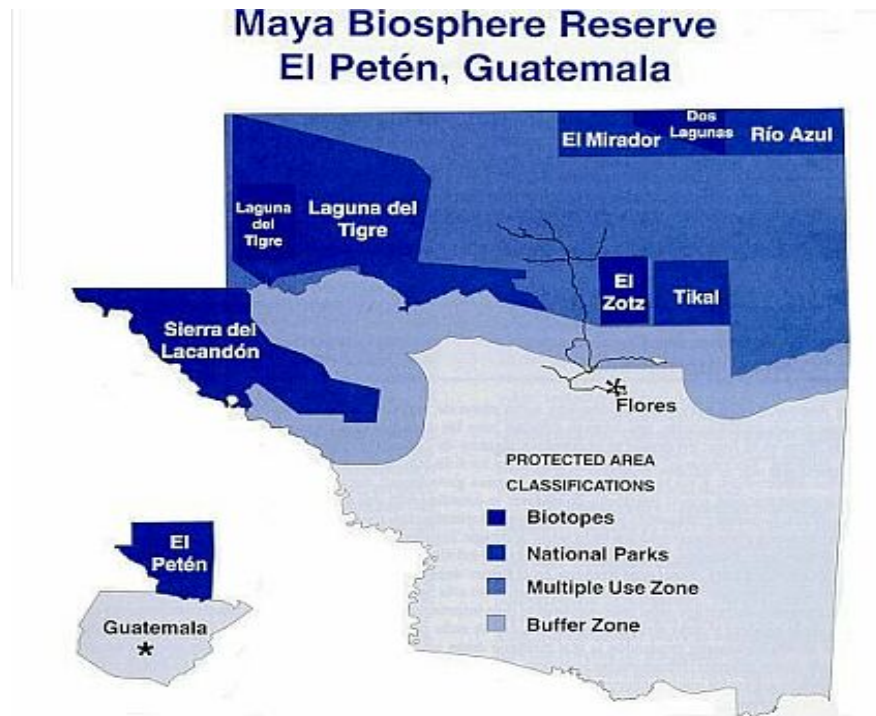 Maya Biosphere Reserve
El Petén, Guatemala
Dos
Lagunas
El Mirador
Río Azul
Laguna
del
Tigre
Laguna del
Tigre
El
Zotz
Tikal
Sierra del
Lacandón
Flores
PROTECTED AREA
CLASSIFICATIONS
Biotopes
National Parks
Multiple Use Zone
Buffer Zone
El
Petén
Guatemala